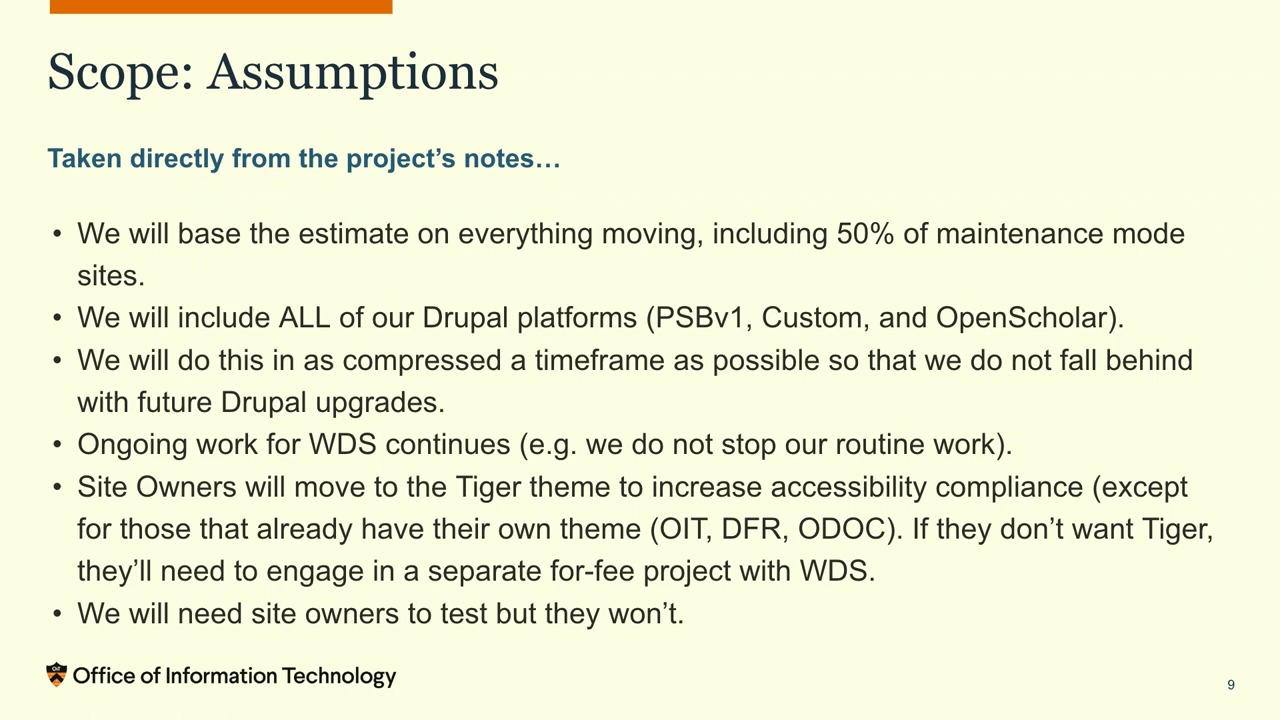 Scope: Assumptions
Taken directly from the project’s notes…
• We will base the estimate on everything moving, including 50% of maintenance mode
sites.
• We will include ALL of our Drupal platforms (PSBv1, Custom, and OpenScholar).
• We will do this in as compressed a timeframe as possible so that we do not fall behind
with future Drupal upgrades.
• Ongoing work for WDS continues (e.g. we do not stop our routine work).
• Site Owners will move to the Tiger theme to increase accessibility compliance (except
for those that already have their own theme (OIT, DFR, ODOC). If they don’t want Tiger,
they’ll need to engage in a separate for-fee project with WDS.
• We will need site owners to test but they won’t.
OIT Office of Information Technology
9